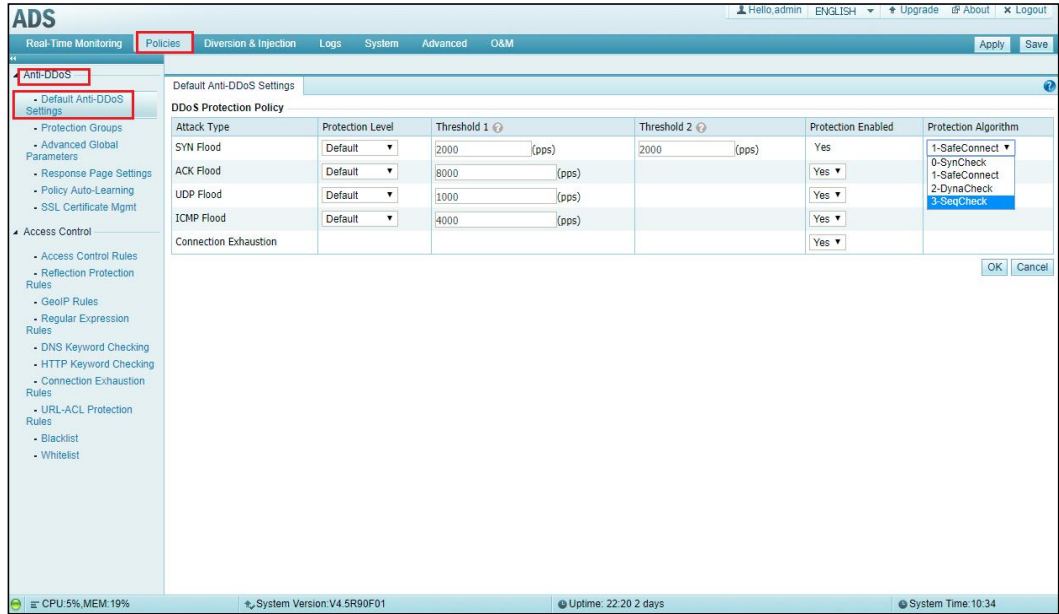 ADS
Hello,admin ENGLISH Upgrade About Logout
Real-Time Monitoring Policies Diversion & Injection Logs System Advanced O&M Apply Save
Anti-DDoS
- Default Anti-DDoS
Settings
- Protection Groups
- Advanced Global
Parameters
- Response Page Settings
- Policy Auto-Learning
- SSL Certificate Mgmt
Access Control
- Access Control Rules
- Reflection Protection
Rules
- GeoIP Rules
- Regular Expression
Rules
- DNS Keyword Checking
- HTTP Keyword Checking
- Connection Exhaustion
Rules
- URL-ACL Protection
Rules
- Blacklist
- Whitelist
Default Anti-DDoS Settings
DDoS Protection Policy
Attack Type Protection Level Threshold 1 Threshold 2 Protection Enabled Protection Algorithm
SYN Flood Default 2000 (pps) 2000 (pps) Yes 1-SafeConnect
0-SynCheck
1-SafeConnect
2-DynaCheck
3-SeqCheck
ACK Flood Default 8000 (pps) Yes
UDP Flood Default 1000 (pps) Yes
ICMP Flood Default 4000 (pps) Yes
Connection Exhaustion Yes
OK Cancel
CPU:5%,MEM:19% System Version:V4.5R90F01 Uptime: 22:20 2 days System Time:10:34